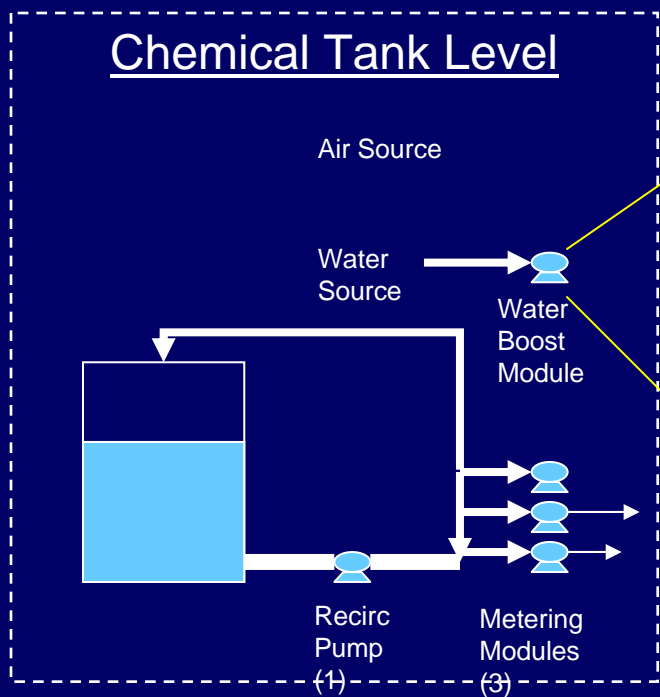 Chemical Tank Level
Air Source
Water
Source
Water
Boost
Module
Recirc
Pump
(1)
Metering
Modules
(3)